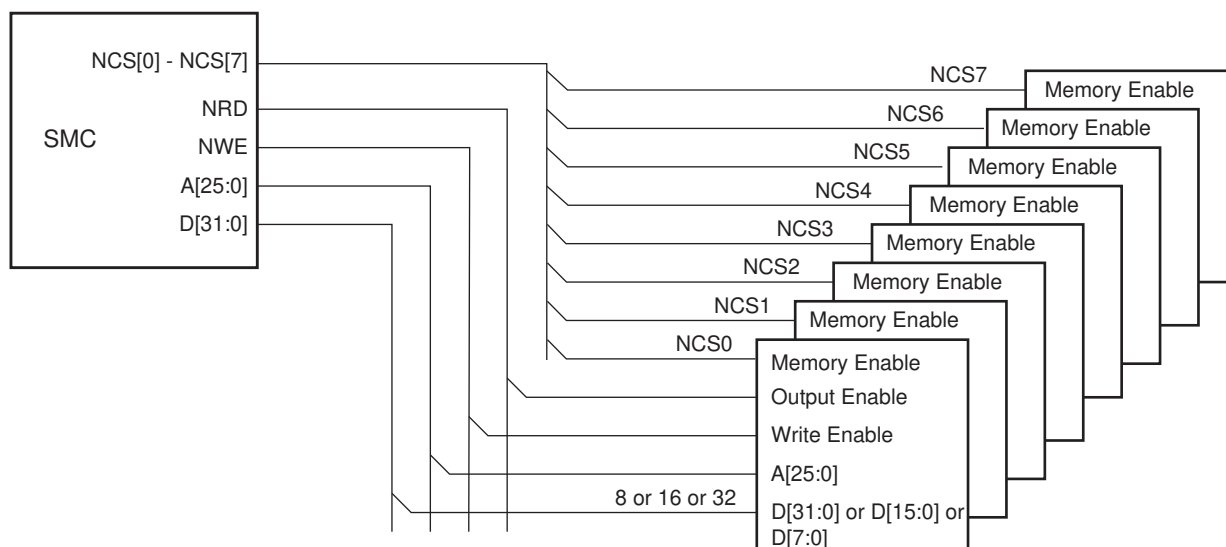 NCS[0] - NCS[7]
NRD
SMC
NWE
A[25:0]
D[31:0]
NCS7
Memory Enable
NCS6
Memory Enable
NCS5
Memory Enable
NCS4
Memory Enable
NCS3
Memory Enable
NCS2
Memory Enable
NCS1
Memory Enable
NCS0
Memory Enable
Output Enable
Write Enable
A[25:0]
8 or 16 or 32
D[31:0] or D[15:0] or
D[7:0]